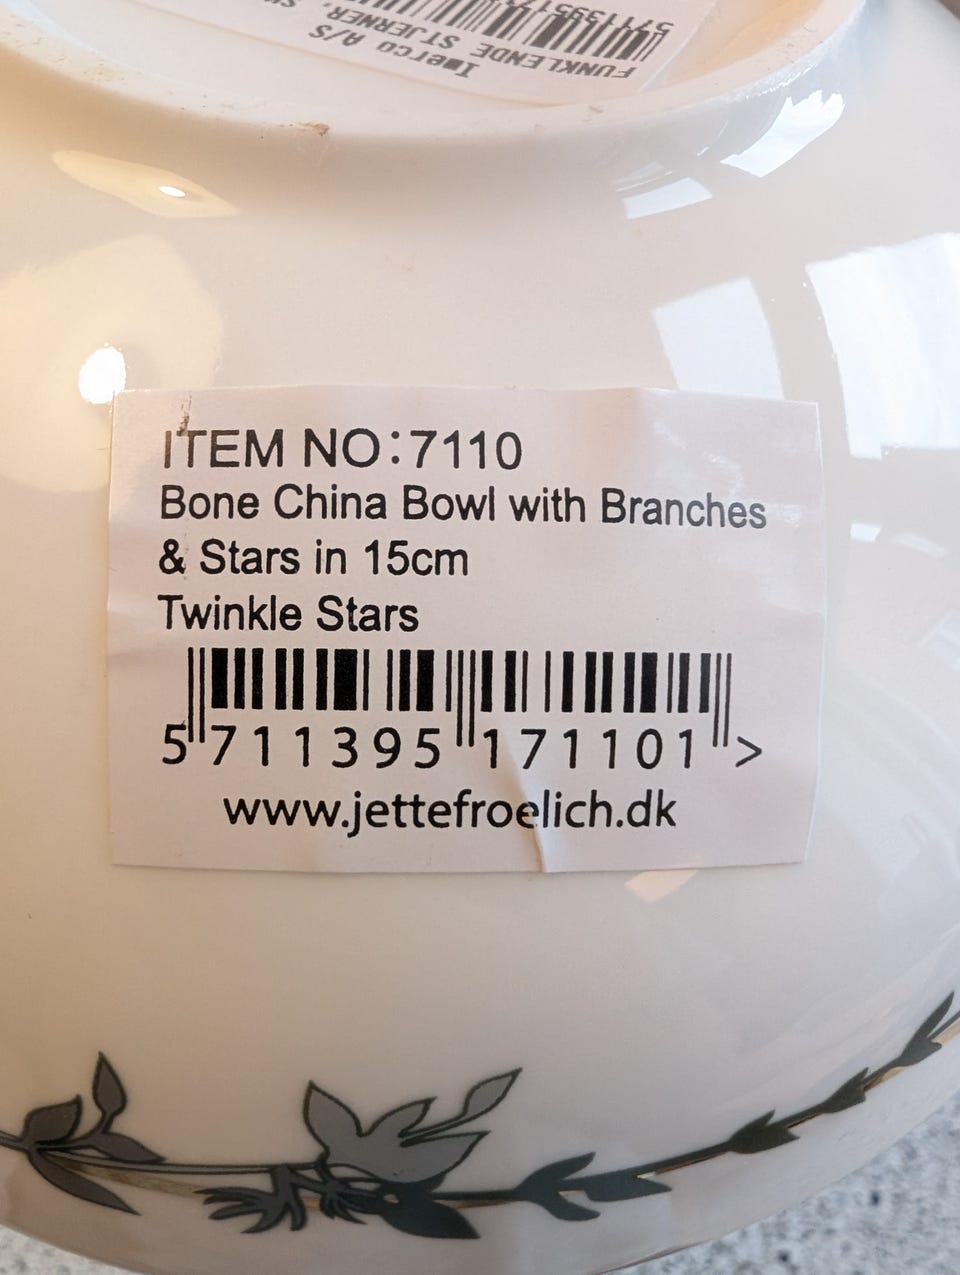 Imerco A/S
FUNKLENDE STJERNER,
ITEM NO:7110
Bone China Bowl with Branches
& Stars in 15cm
Twinkle Stars
5 711395 171101 >
www.jettefroelich.dk